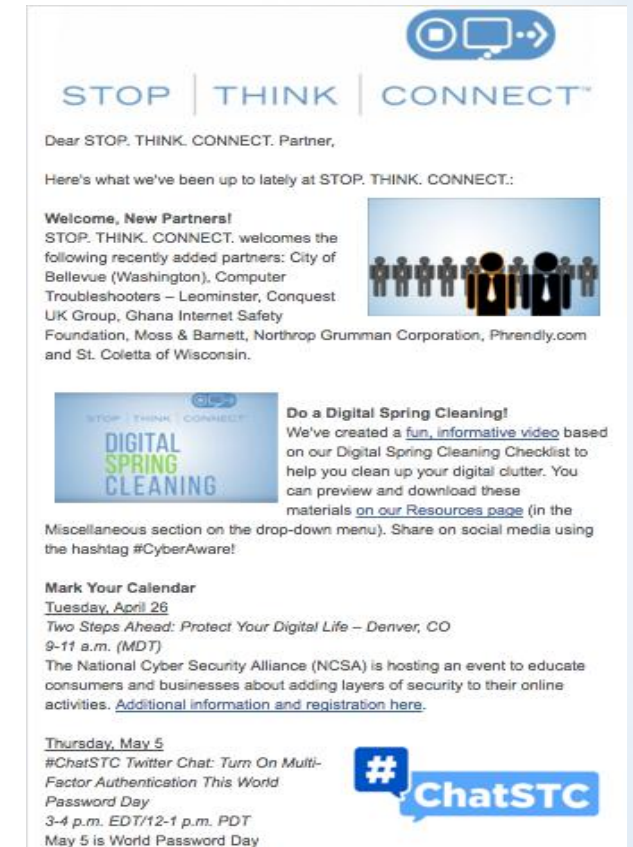 STOP | THINK | CONNECT™
Dear STOP. THINK. CONNECT. Partner,
Here's what we've been up to lately at STOP. THINK. CONNECT.:
Welcome, New Partners!
STOP. THINK. CONNECT. welcomes the
following recently added partners: City of
Bellevue (Washington), Computer
Troubleshooters – Leominster, Conquest
UK Group, Ghana Internet Safety
Foundation, Moss & Barnett, Northrop Grumman Corporation, Phrendly.com
and St. Coletta of Wisconsin.
STOP | THINK | CONNECT
DIGITAL
SPRING
CLEANING
Do a Digital Spring Cleaning!
We've created a fun, informative video based
on our Digital Spring Cleaning Checklist to
help you clean up your digital clutter. You
can preview and download these
materials on our Resources page (in the
Miscellaneous section on the drop-down menu). Share on social media using
the hashtag #CyberAware!
Mark Your Calendar
Tuesday, April 26
Two Steps Ahead: Protect Your Digital Life – Denver, CO
9-11 a.m. (MDT)
The National Cyber Security Alliance (NCSA) is hosting an event to educate
consumers and businesses about adding layers of security to their online
activities. Additional information and registration here.
Thursday, May 5
#ChatSTC Twitter Chat: Turn On Multi-
Factor Authentication This World
Password Day
3-4 p.m. EDT/12-1 p.m. PDT
May 5 is World Password Day
#
ChatSTC